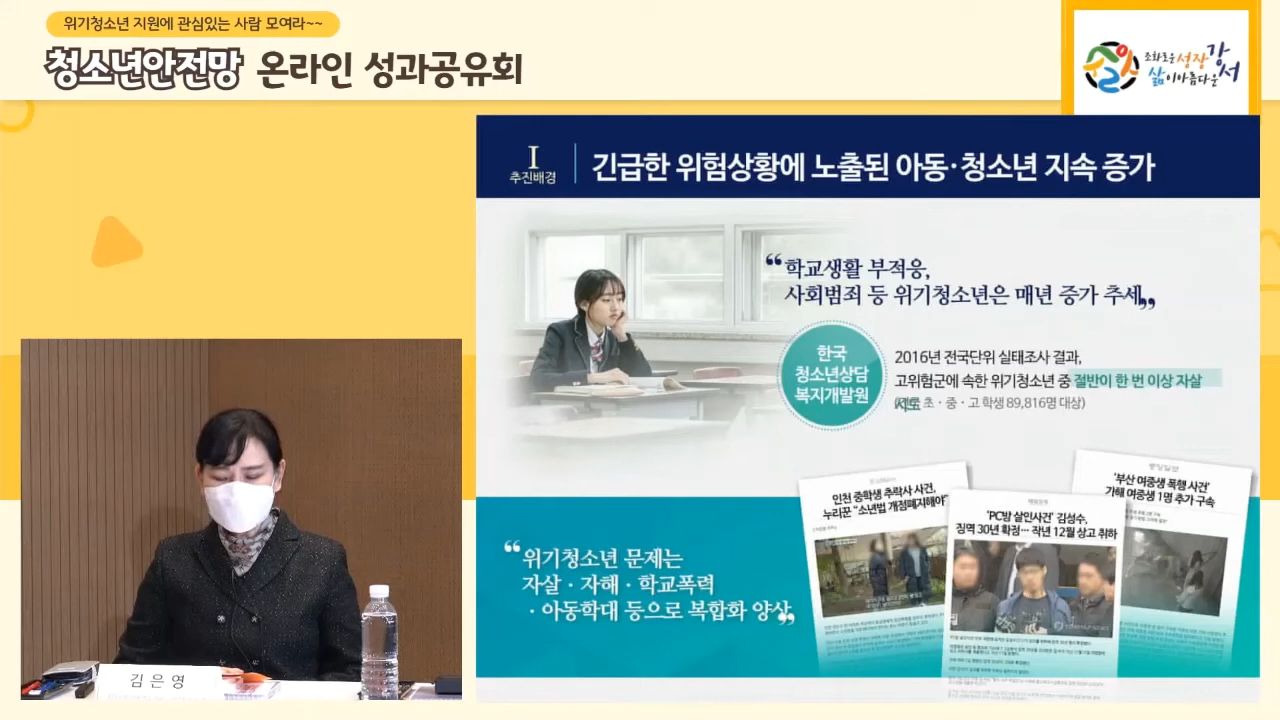 위기청소년 지원에 관심있는 사람 모여라~~
청소년안전망 온라인 성과공유회
조화로운 성장 강서
삶이아름다운
I
추진배경
긴급한 위험상황에 노출된 아동·청소년 지속 증가
“학교생활 부적응,
사회범죄 등 위기청소년은 매년 증가 추세„
한국
청소년상담
복지개발원
2016년 전국단위 실태조사 결과,
고위험군에 속한 위기청소년 중 절반이 한 번 이상 자살
시도
초·중·고 학생 89,816명 대상)
“위기청소년 문제는
자살·자해·학교폭력
·아동학대 등으로 복합화 양상„
인천 중학생 추락사 사건,
누리꾼 “소년법 개정폐지해야”
'PC방 살인사건' 김성수,
징역 30년 확정… 작년 12월 상고 취하
중앙일보
'부산 여중생 폭행 사건'
가해 여중생 1명 추가 구속
김은영